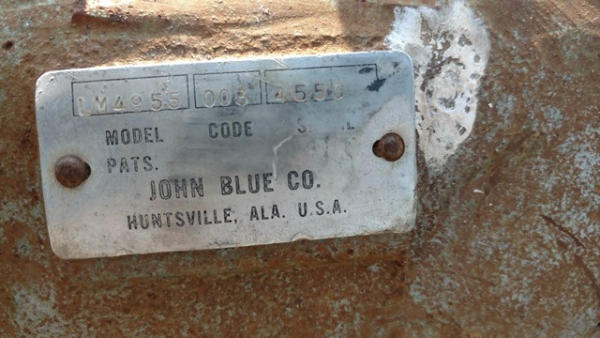 LM4955 008 4550
MODEL CODE
PATS.
JOHN BLUE CO.
HUNTSVILLE, ALA. U.S.A.